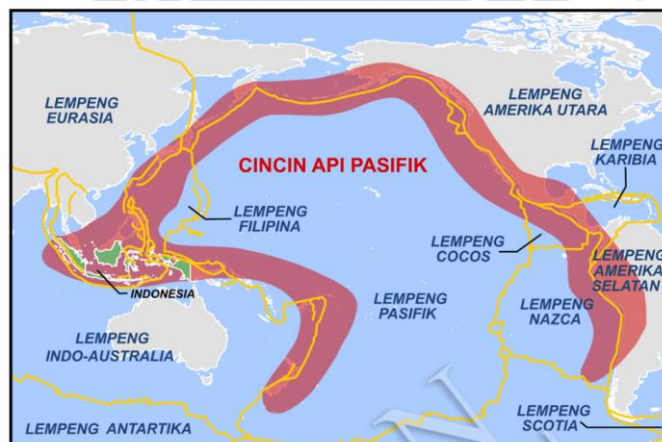 LEMPENG
EURASIA
LEMPENG
AMERIKA UTARA
LEMPENG
KARIBIA
CINCIN API PASIFIK
LEMPENG
FILIPINA
LEMPENG
COCOS
LEMPENG
AMERIKA
SELATAN
INDONESIA
LEMPENG
PASIFIK
LEMPENG
NAZCA
LEMPENG
INDO-AUSTRALIA
LEMPENG ANTARTIKA
LEMPENG
SCOTIA